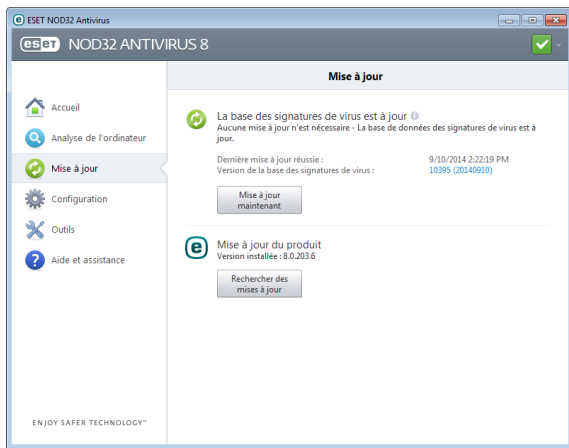 ESET NOD32 Antivirus
eset NOD32 ANTIVIRUS 8
Mise à jour
Accueil
Analyse de l'ordinateur
Mise à jour
Configuration
Outils
Aide et assistance
La base des signatures de virus est à jour
Aucune mise à jour n'est nécessaire - La base de données des signatures de virus est à
jour.
Dernière mise à jour réussie : 9/10/2014 2:22:19 PM
Version de la base des signatures de virus : 10395 (20140910)
Mise à jour
maintenant
e
Mise à jour du produit
Version installée : 8.0.203.6
Rechercher des
mises à jour
ENJOY SAFER TECHNOLOGY™